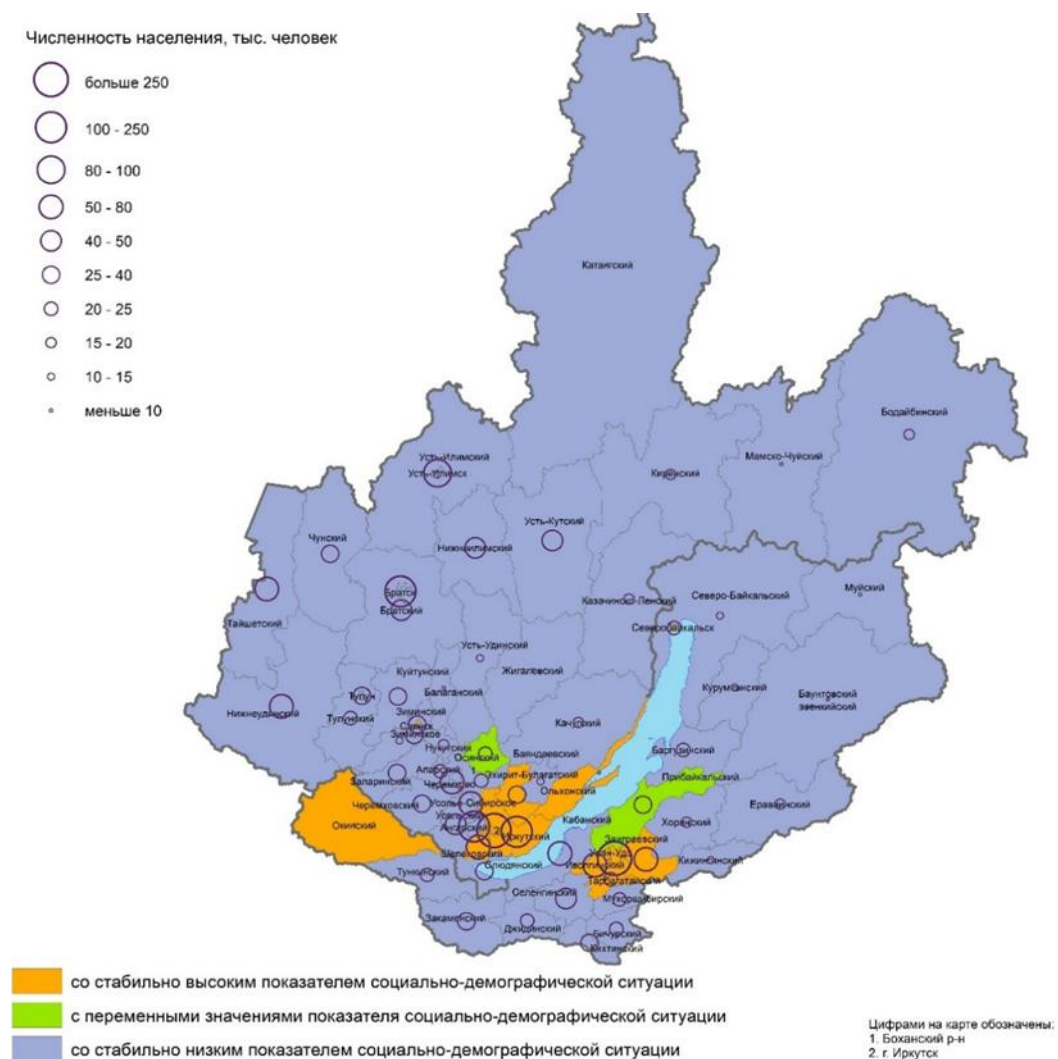 Численность населения, тыс. человек
больше 250
100 - 250
80 - 100
50 - 80
40 - 50
25 - 40
20 - 25
15 - 20
10 - 15
меньше 10
Катангский
Бодайбинский
Мамско-Чуйский
Усть-Илимский
Усть-Илимск
Киренский
Усть-Кутский
Чунский
Нижнеилимский
Муйский
Братск
Северо-Байкальский
Казачинско-Ленский
Братский
Тайшетский
Северобайкальск
Усть-Удинский
Куйтунский
Жигаловский
Курумканский
Балаганский
Тулун
Баунтовский
эвенкийский
Нижнеудинский
Зиминский
Тулунский
Качугский
Саянск
Зиминское
Нукутский
Баргузинский
Осинский
Баяндаевский
1
Аларский
Эхирит-Булагатский
Прибайкальский
Заларинский
Черемхово
Ольхонский
Черемховский
Усолье-Сибирское
Еравнинский
Усольский
Кабанский
Хоринский
Окинский
Ангарский
2
Иркутский
Заиграевский
Шелеховский
Улан-Удэ
Кижингинский
Слюдянский
Иволгинский
Тункинский
Тарбагатайский
Селенгинский
Мухоршибирский
Закаменский
Джидинский
Бичурский
Кяхтинский
со стабильно высоким показателем социально-демографической ситуации
с переменными значениями показателя социально-демографической ситуации
со стабильно низким показателем социально-демографической ситуации
Цифрами на карте обозначены:
1. Боханский р-н
2. г. Иркутск